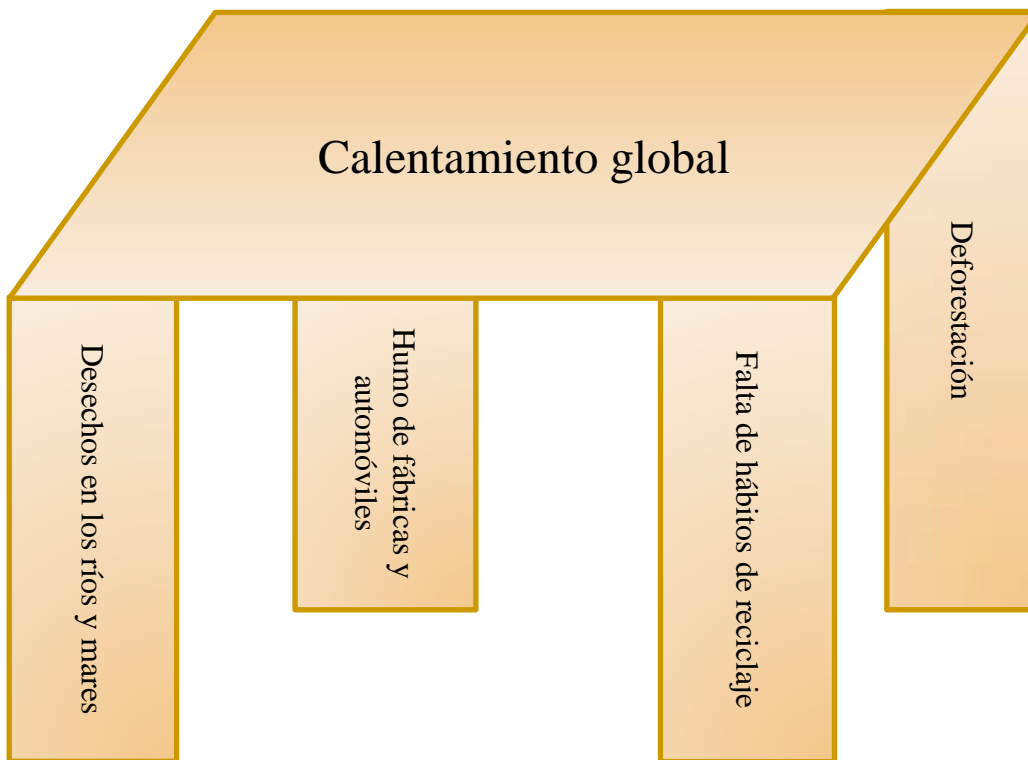 Calentamiento global
Desechos en los ríos y mares
Humo de fábricas y
automóviles
Falta de hábitos de reciclaje
Deforestación